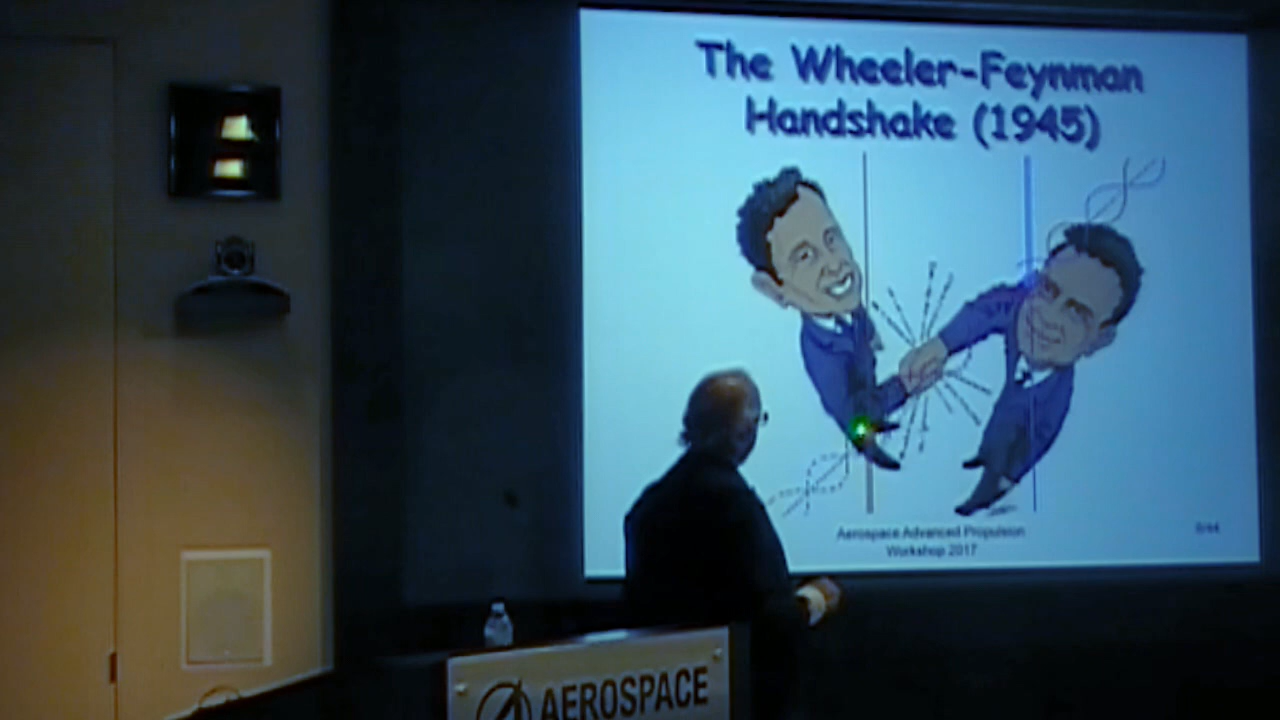 The Wheeler-Feynman
Handshake (1945)
Aerospace Advanced Propulsion
Workshop 2017
AEROSPACE